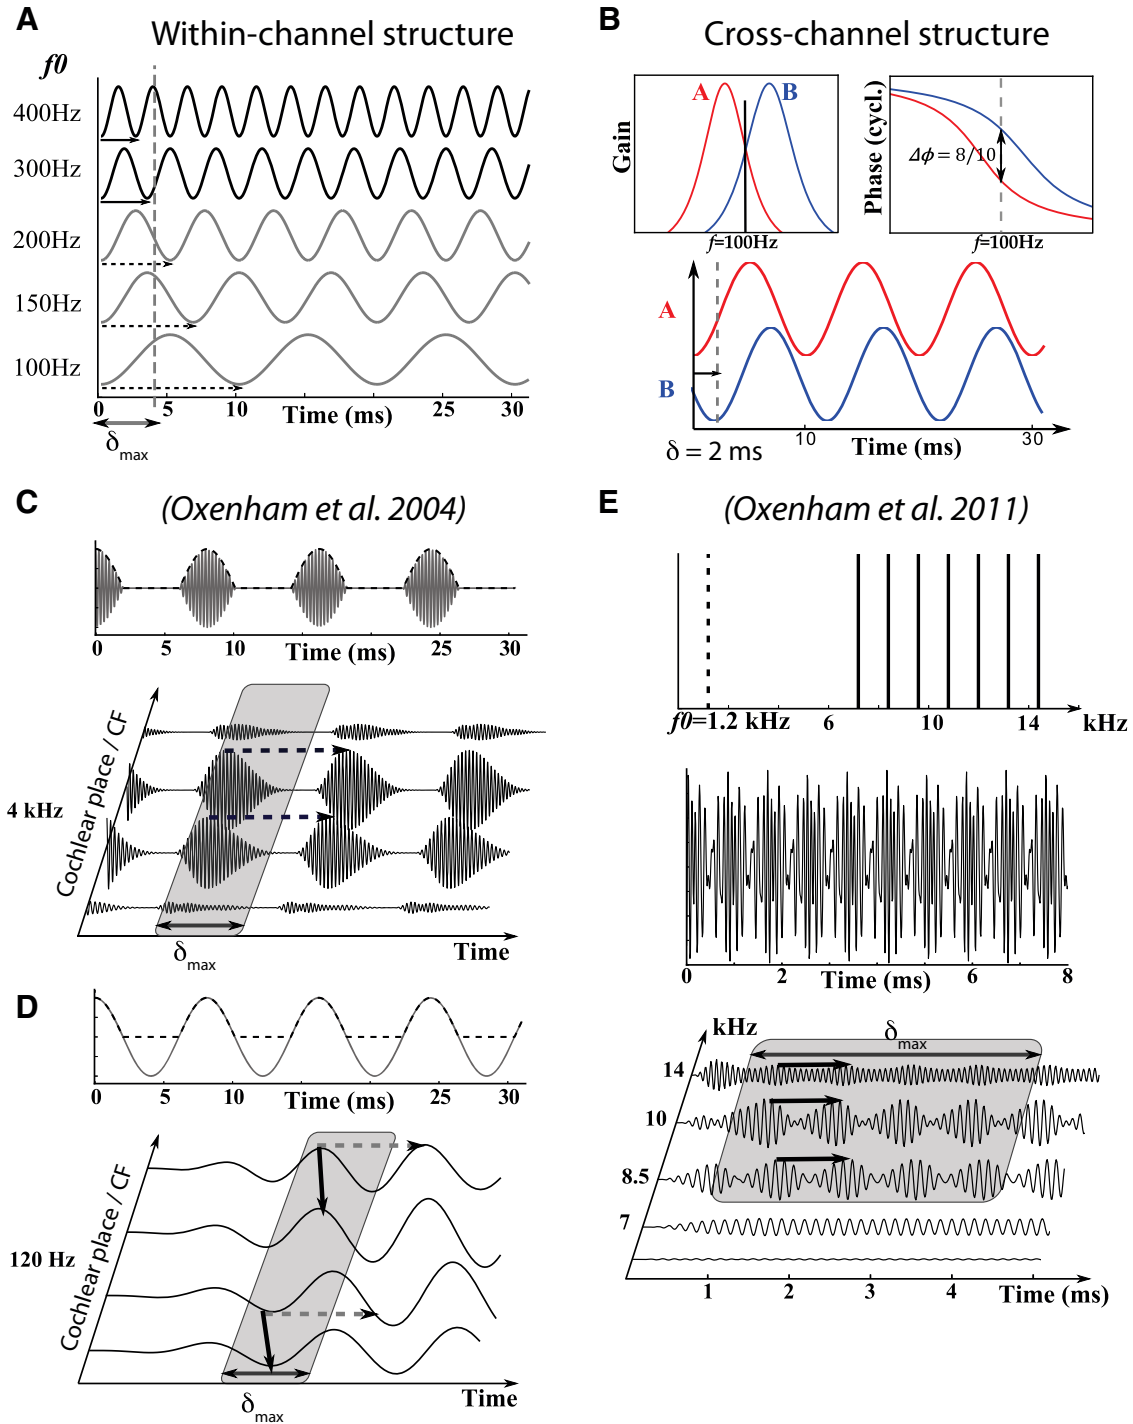 A
Within-channel structure
f0
400Hz
300Hz
200Hz
150Hz
100Hz
0 5 10 Time (ms) 25 30
δmax
B
Cross-channel structure
A B
Gain
f=100Hz
Phase (cycl.)
Δϕ = 8/10
f=100Hz
A
B
10 Time (ms) 30
δ = 2 ms
C
(Oxenham et al. 2004)
0 5 10 Time (ms) 25 30
Cochlear place / CF
4 kHz
δmax
Time
D
0 5 10 Time (ms) 25 30
Cochlear place / CF
120 Hz
δmax
Time
E
(Oxenham et al. 2011)
f0=1.2 kHz 6 10 14 kHz
0 2 Time (ms) 6 8
kHz
δmax
14
10
8.5
7
1 2 3 4 Time (ms)